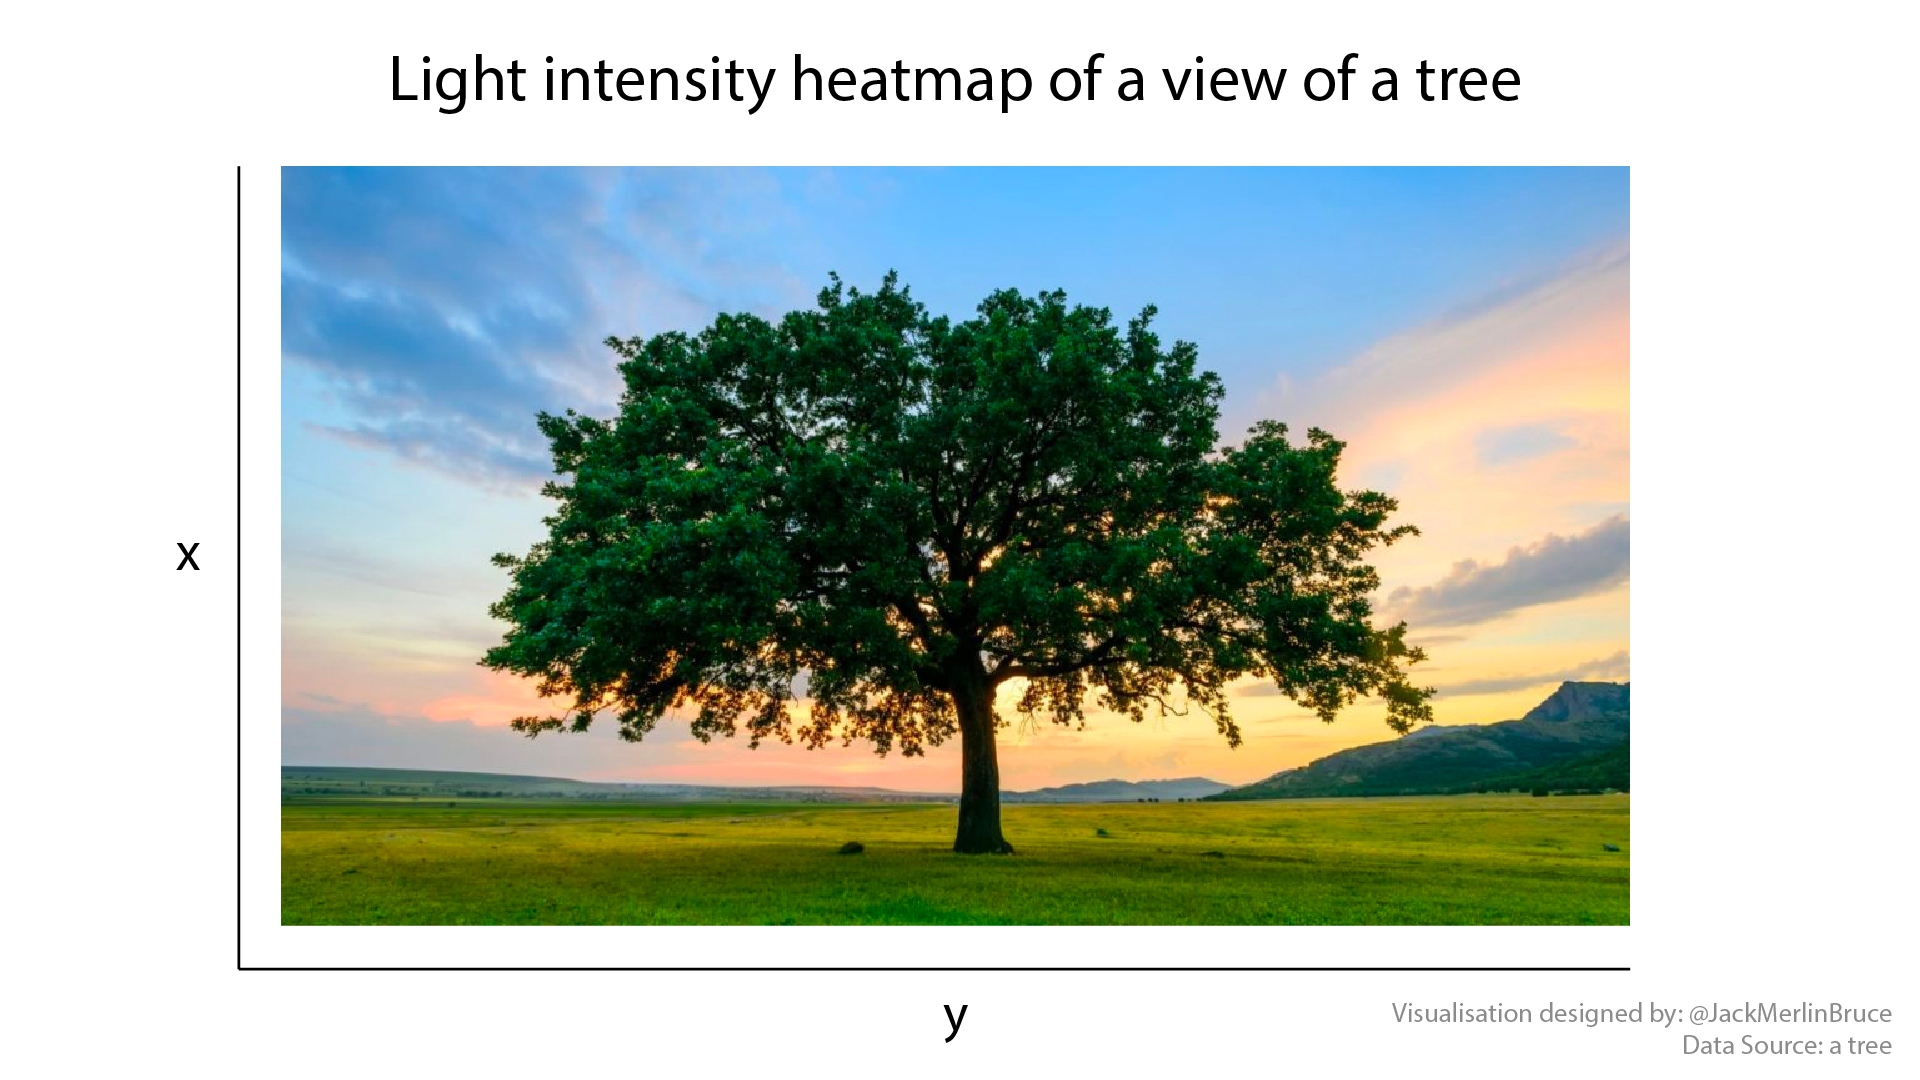 Light intensity heatmap of a view of a tree
x
y
Visualisation designed by: @JackMerlinBruce
Data Source: a tree